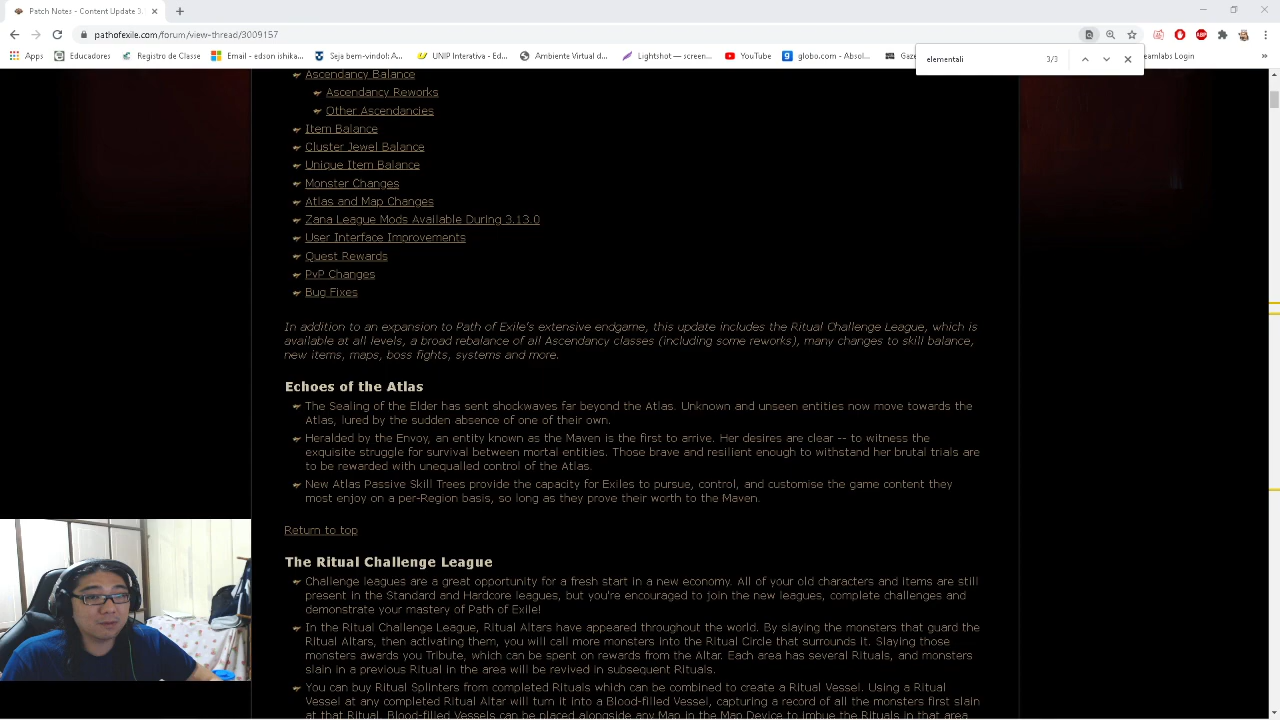 Patch Notes - Content Update 3.
pathofexile.com/forum/view-thread/3009157
Apps Educadores Registro de Classe Email - edson ishika... Seja bem-vindo!: A... UNIP Interativa - Ed... Ambiente Virtual d... Lightshot — screen... YouTube globo.com - Absol... Gaze eamlabs Login »
elementali 3/3
Ascendancy Balance
Ascendancy Reworks
Other Ascendancies
Item Balance
Cluster Jewel Balance
Unique Item Balance
Monster Changes
Atlas and Map Changes
Zana League Mods Available During 3.13.0
User Interface Improvements
Quest Rewards
PvP Changes
Bug Fixes
In addition to an expansion to Path of Exile's extensive endgame, this update includes the Ritual Challenge League, which is
available at all levels, a broad rebalance of all Ascendancy classes (including some reworks), many changes to skill balance,
new items, maps, boss fights, systems and more.
Echoes of the Atlas
The Sealing of the Elder has sent shockwaves far beyond the Atlas. Unknown and unseen entities now move towards the
Atlas, lured by the sudden absence of one of their own.
Heralded by the Envoy, an entity known as the Maven is the first to arrive. Her desires are clear -- to witness the
exquisite struggle for survival between mortal entities. Those brave and resilient enough to withstand her brutal trials are
to be rewarded with unequalled control of the Atlas.
New Atlas Passive Skill Trees provide the capacity for Exiles to pursue, control, and customise the game content they
most enjoy on a per-Region basis, so long as they prove their worth to the Maven.
Return to top
The Ritual Challenge League
Challenge leagues are a great opportunity for a fresh start in a new economy. All of your old characters and items are still
present in the Standard and Hardcore leagues, but you're encouraged to join the new leagues, complete challenges and
demonstrate your mastery of Path of Exile!
In the Ritual Challenge League, Ritual Altars have appeared throughout the world. By slaying the monsters that guard the
Ritual Altars, then activating them, you will call more monsters into the Ritual Circle that surrounds it. Slaying those
monsters awards you Tribute, which can be spent on rewards from the Altar. Each area has several Rituals, and monsters
slain in a previous Ritual in the area will be revived in subsequent Rituals.
You can buy Ritual Splinters from completed Rituals which can be combined to create a Ritual Vessel. Using a Ritual
Vessel at any completed Ritual Altar will turn it into a Blood-filled Vessel, capturing a record of all the monsters first slain
at that Ritual. Blood-filled Vessels can be placed alongside any Map in the Map Device to imbue the Rituals in that area